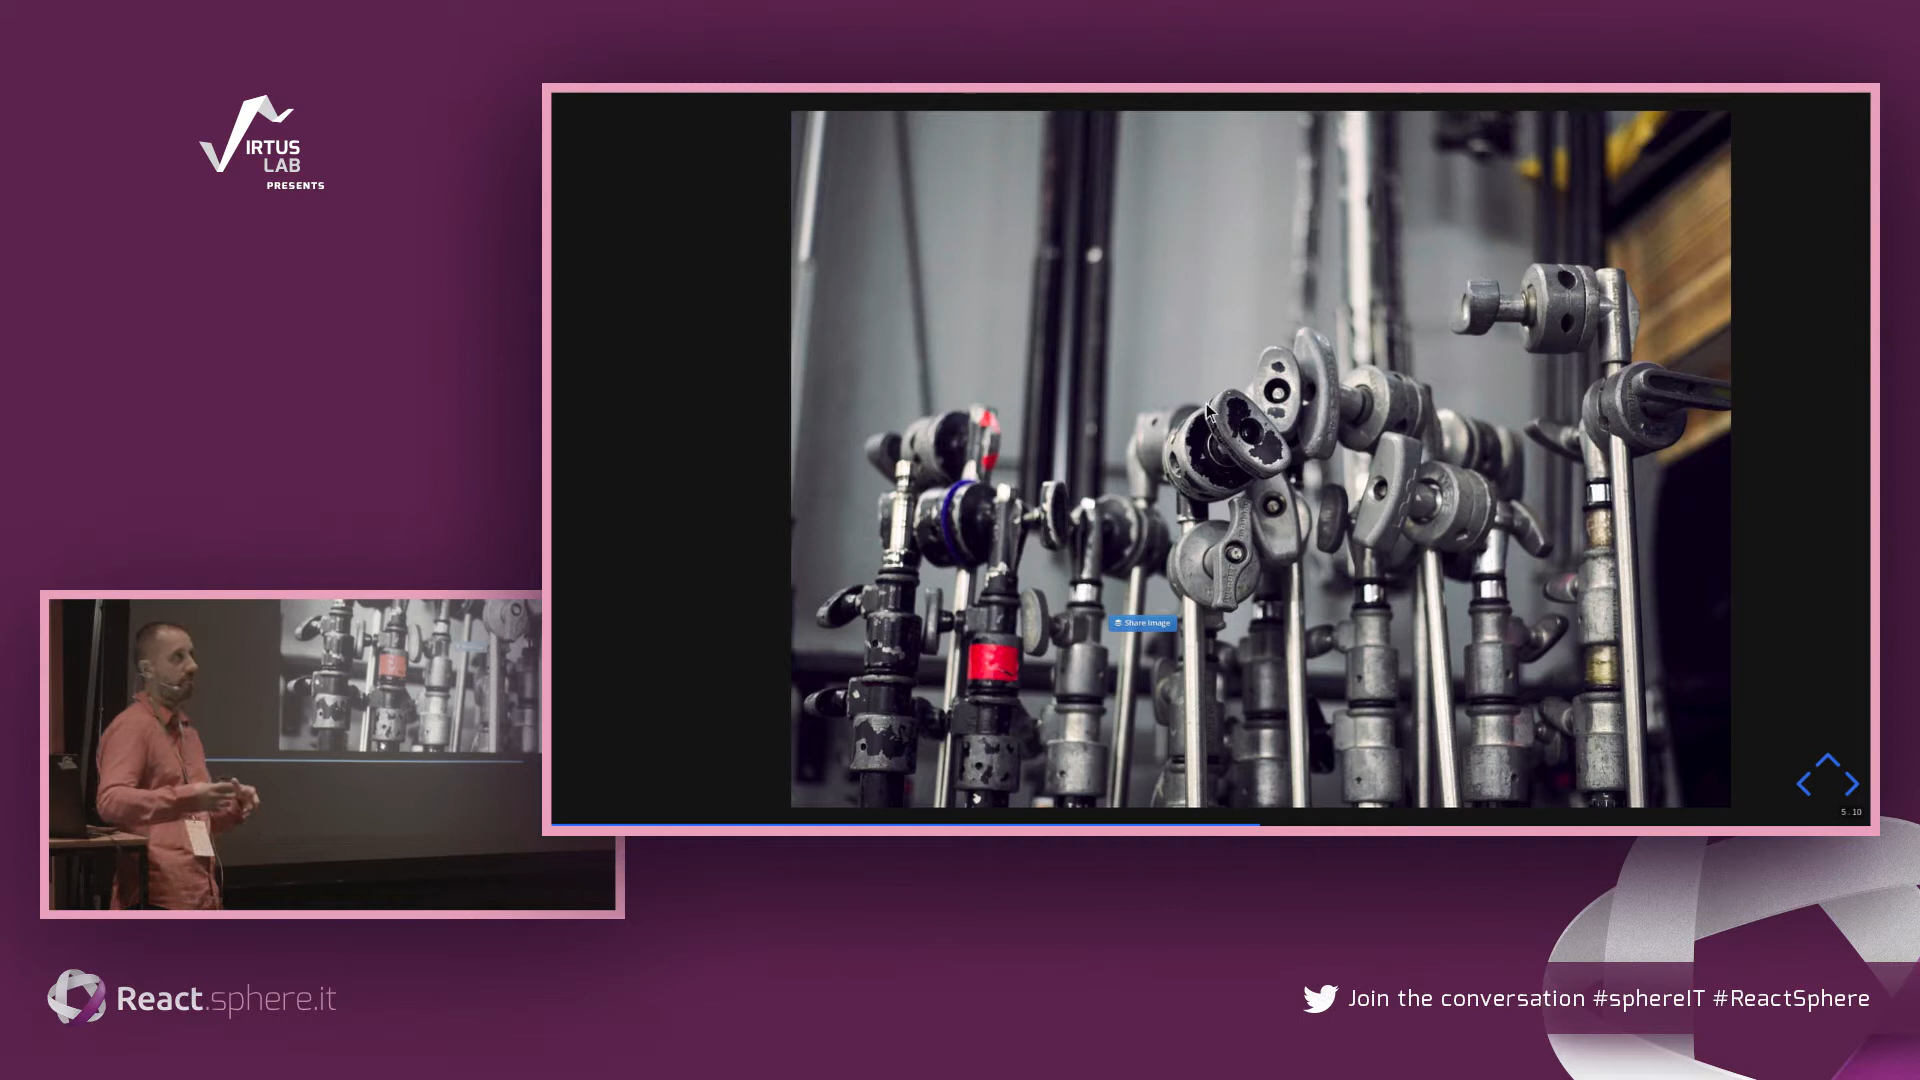 VIRTUS
LAB
PRESENTS
Share Image
5.10
React.sphere.it
Join the conversation #sphereIT #ReactSphere